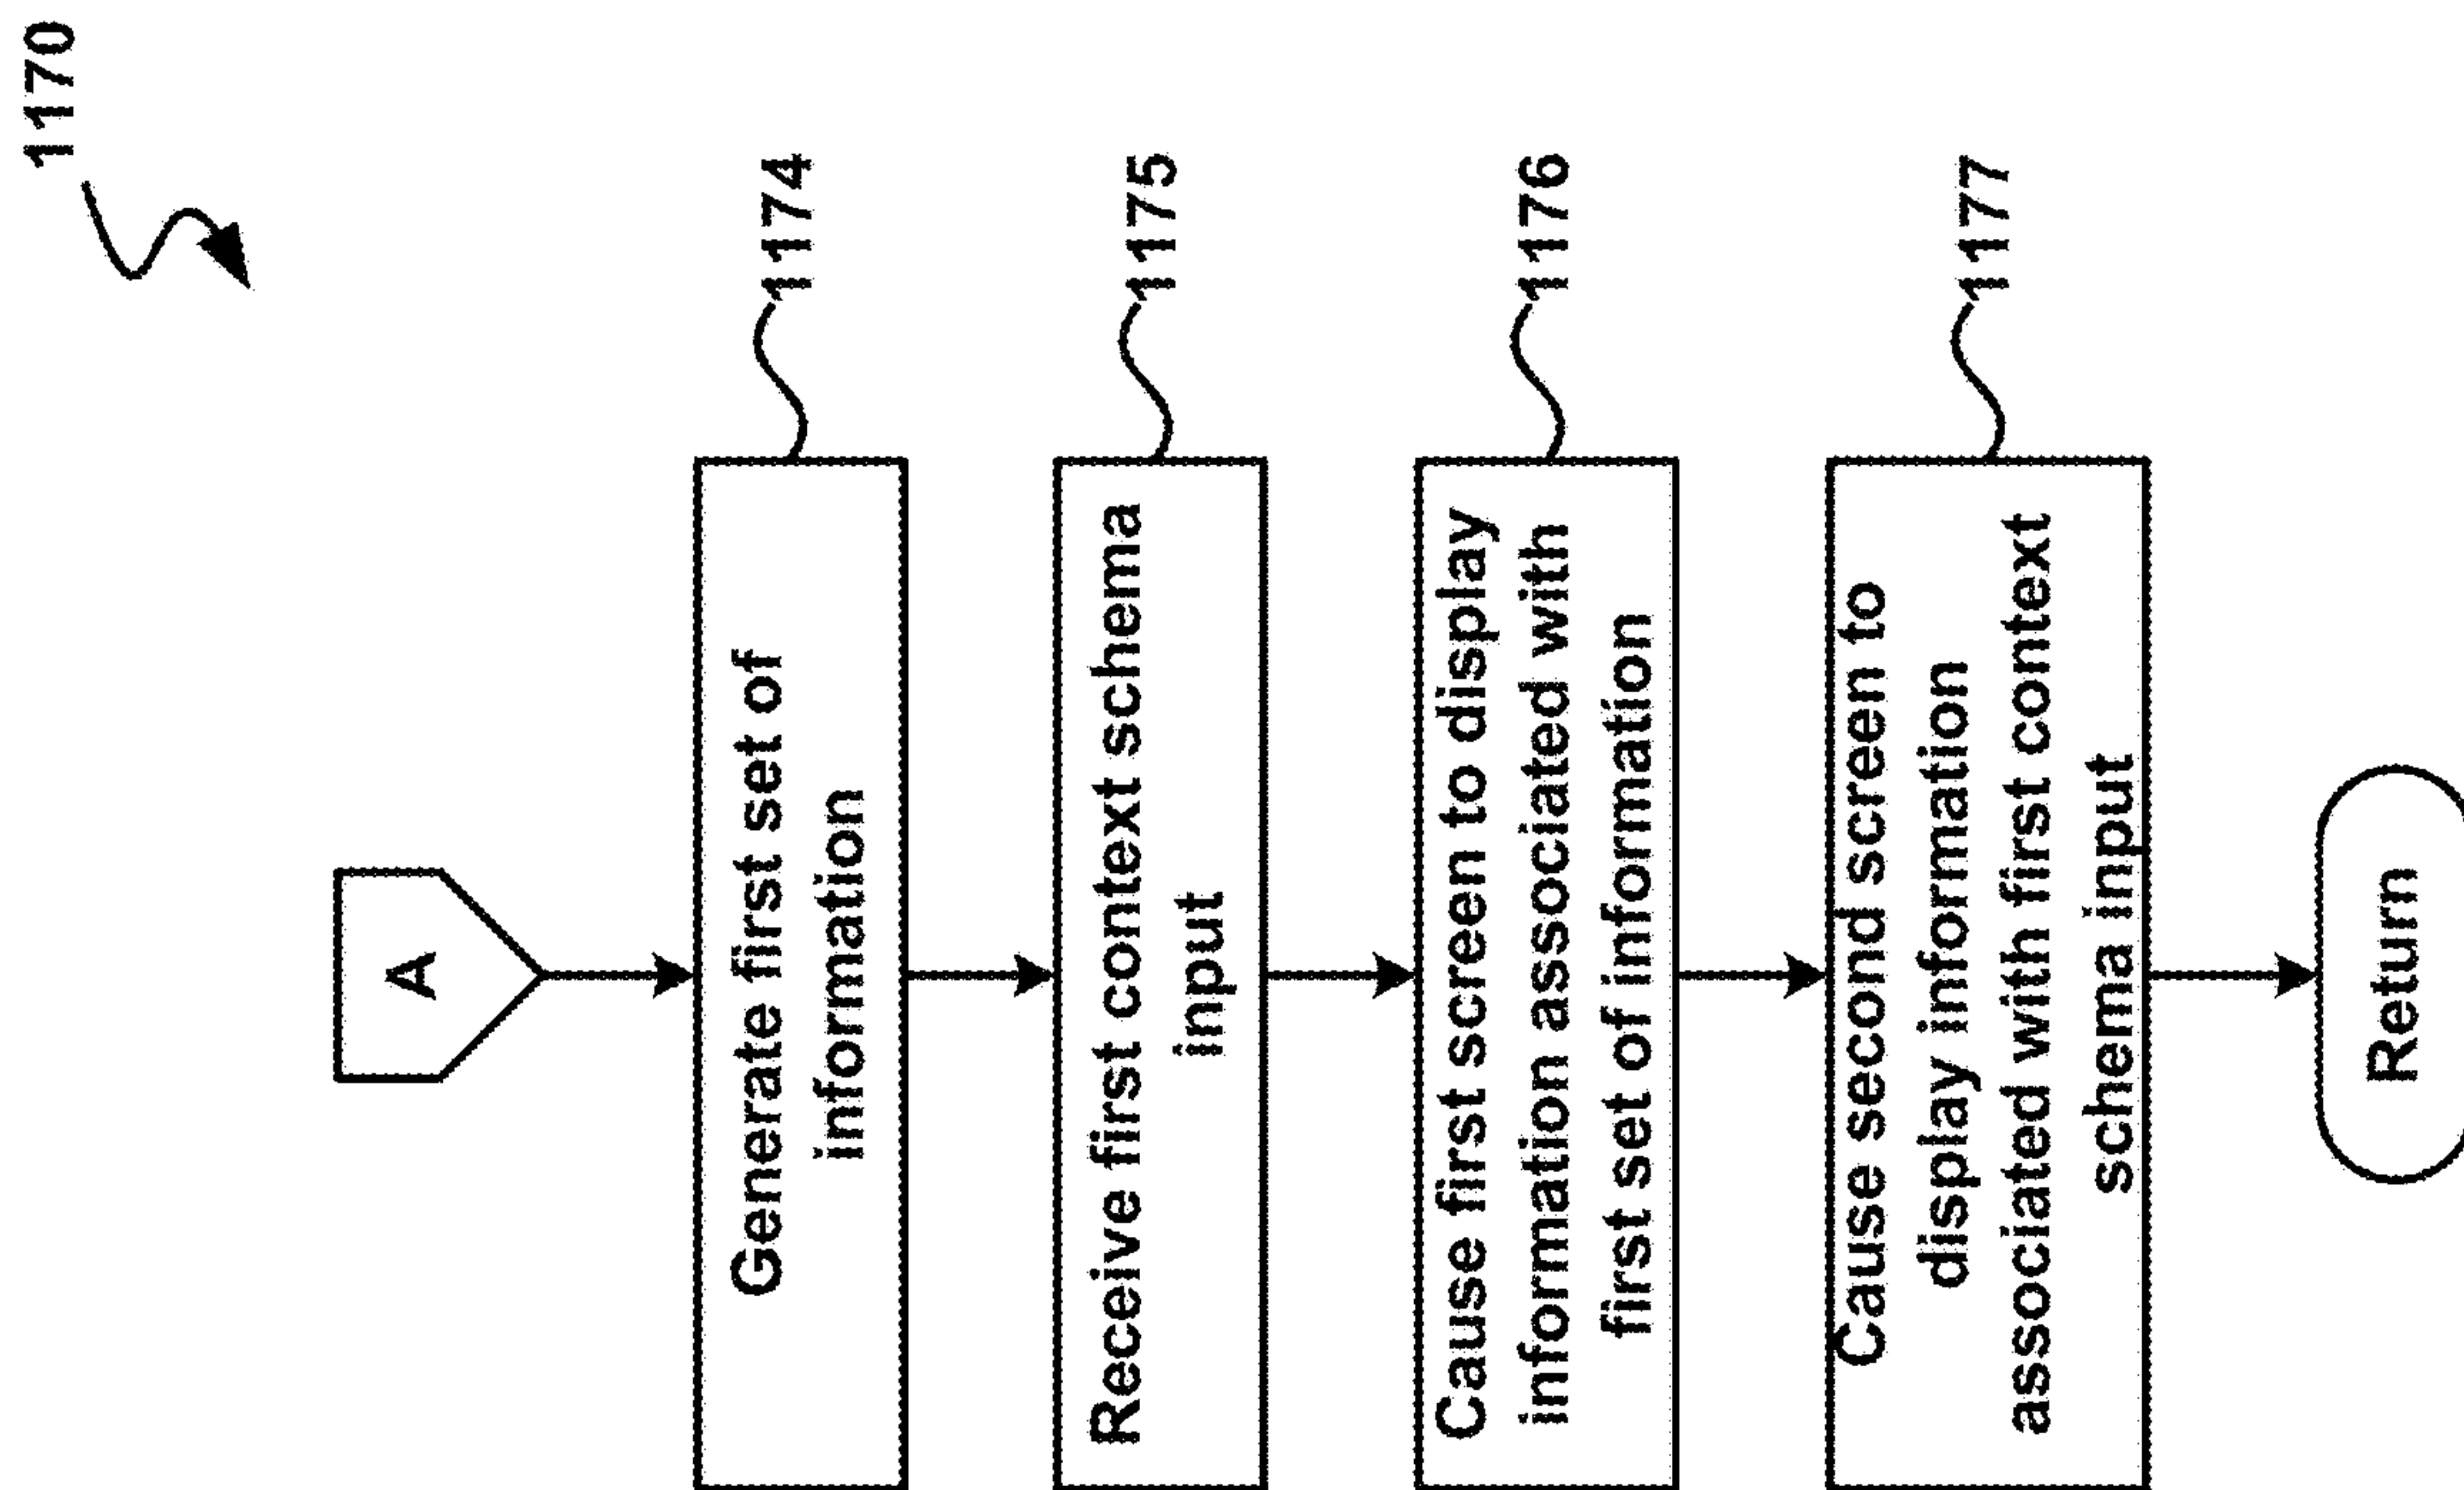 1170
A
Generate first set of
information
1174
Receive first context schema
input
1175
Cause first screen to display
information associated with
first set of information
1176
Cause second screen to
display information
associated with first context
schema input
1177
Return